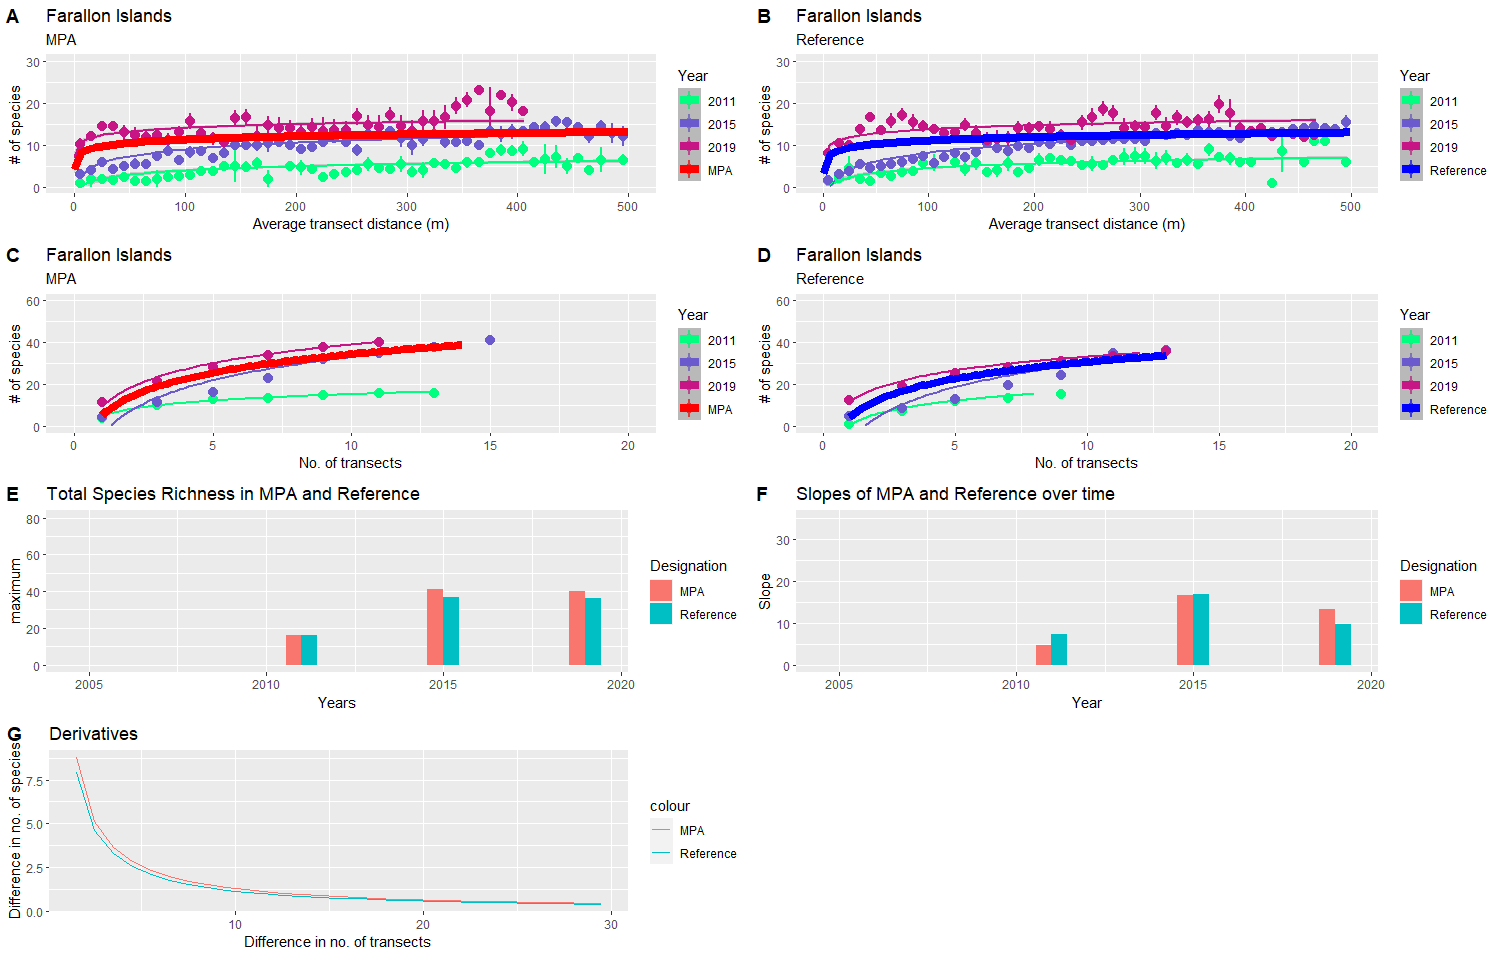 A Farallon Islands
MPA
# of species
30
20
10
0
0 100 200 300 400 500
Average transect distance (m)
Year
2011
2015
2019
MPA
B Farallon Islands
Reference
# of species
30
20
10
0
0 100 200 300 400 500
Average transect distance (m)
Year
2011
2015
2019
Reference
C Farallon Islands
MPA
# of species
60
40
20
0
0 5 10 15 20
No. of transects
Year
2011
2015
2019
MPA
D Farallon Islands
Reference
# of species
60
40
20
0
0 5 10 15 20
No. of transects
Year
2011
2015
2019
Reference
E Total Species Richness in MPA and Reference
maximum
80
60
40
20
0
2005 2010 2015 2020
Years
Designation
MPA
Reference
F Slopes of MPA and Reference over time
Slope
30
20
10
0
2005 2010 2015 2020
Year
Designation
MPA
Reference
G Derivatives
Difference in no. of species
7.5
5.0
2.5
0.0
10 20 30
Difference in no. of transects
colour
MPA
Reference